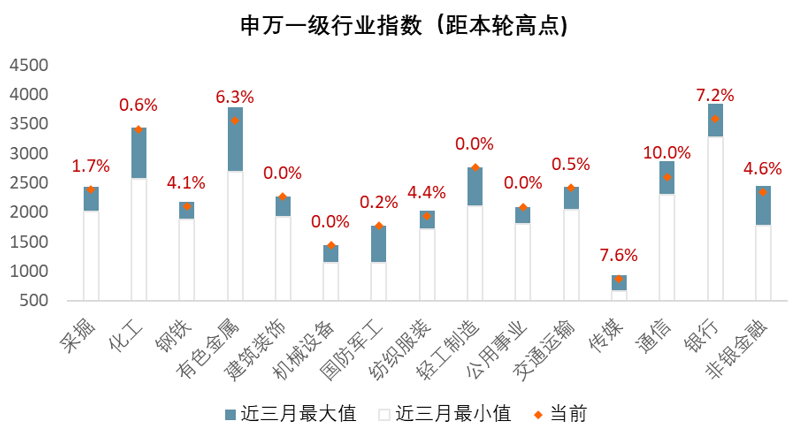 申万一级行业指数（距本轮高点)
4500
4000
3500
3000
2500
2000
1500
1000
500
1.7%
0.6%
4.1%
6.3%
0.0%
0.0%
0.2%
4.4%
0.0%
0.0%
0.5%
7.6%
10.0%
7.2%
4.6%
采掘
化工
钢铁
有色金属
建筑装饰
机械设备
国防军工
纺织服装
轻工制造
公用事业
交通运输
传媒
通信
银行
非银金融
近三月最大值 近三月最小值 当前